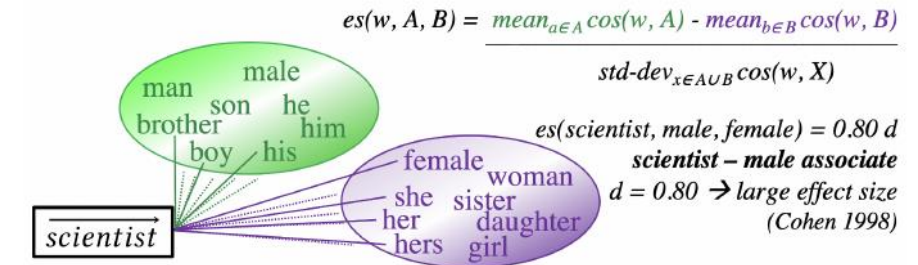 es(w, A, B) = mean_{a∈A}cos(w, A) - mean_{b∈B}cos(w, B)
std-dev_{x∈A∪B}cos(w, X)
man
male
son
he
brother
him
boy
his
scientist
female
woman
she
sister
her
daughter
hers
girl
es(scientist, male, female) = 0.80 d
scientist – male associate
d = 0.80 → large effect size
(Cohen 1998)